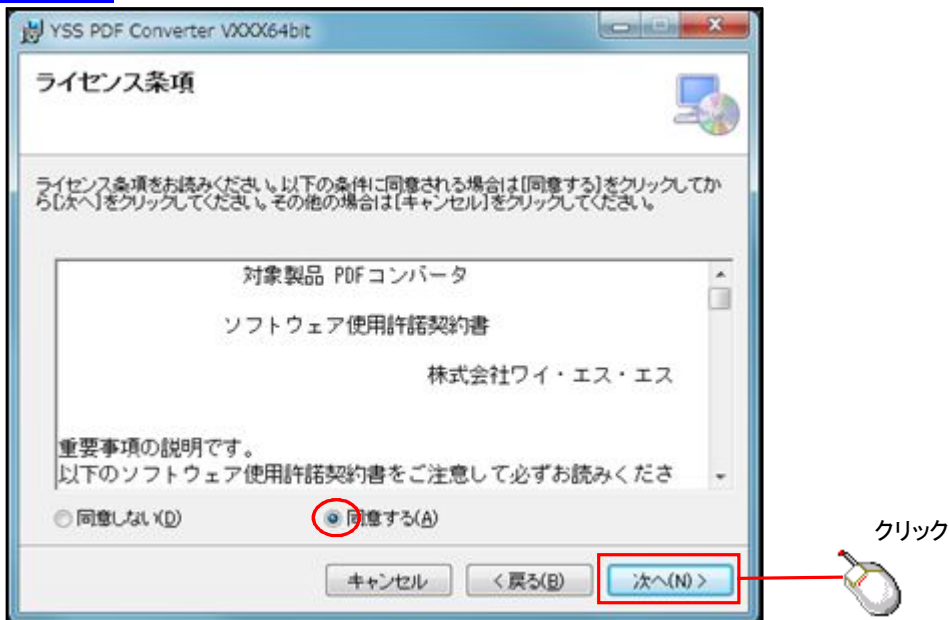 YSS PDF Converter VXXX64bit
ライセンス条項
ライセンス条項をお読みください。以下の条件に同意される場合は[同意する]をクリックしてか
ら[次へ]をクリックしてください。その他の場合は[キャンセル]をクリックしてください。
対象製品 PDFコンバータ
ソフトウェア使用許諾契約書
株式会社ワイ・エス・エス
重要事項の説明です。
以下のソフトウェア使用許諾契約書をご注意して必ずお読みくださ
同意しない(D)
同意する(A)
クリック
キャンセル
< 戻る(B)
次へ(N) >